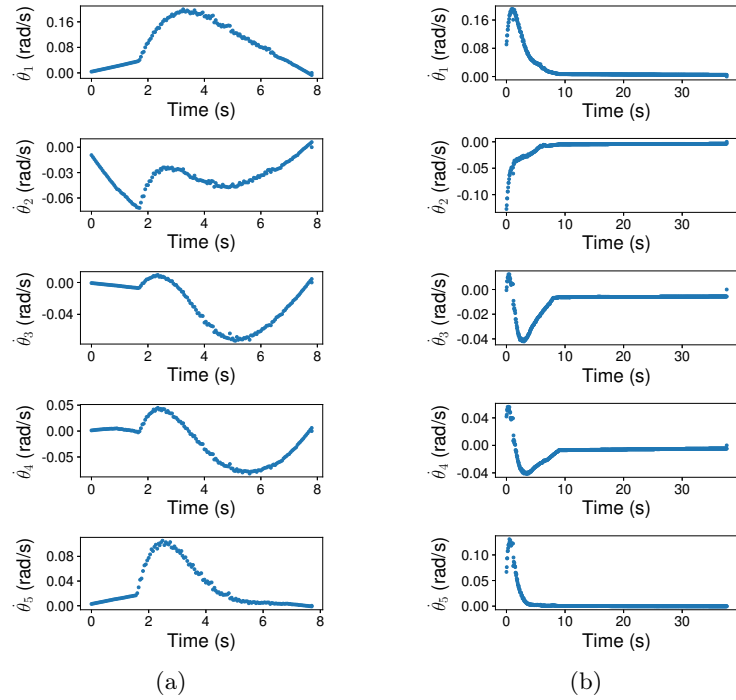 0.16
0.08
0.00
θ̇₁ (rad/s)
0 2 4 6 8
Time (s)
0.00
-0.03
-0.06
θ̇₂ (rad/s)
0 2 4 6 8
Time (s)
0.00
-0.04
θ̇₃ (rad/s)
0 2 4 6 8
Time (s)
0.05
0.00
-0.05
θ̇₄ (rad/s)
0 2 4 6 8
Time (s)
0.08
0.04
0.00
θ̇₅ (rad/s)
0 2 4 6 8
Time (s)
(a)
0.16
0.08
0.00
θ̇₁ (rad/s)
0 10 20 30
Time (s)
0.00
-0.05
-0.10
θ̇₂ (rad/s)
0 10 20 30
Time (s)
0.00
-0.02
-0.04
θ̇₃ (rad/s)
0 10 20 30
Time (s)
0.04
0.00
-0.04
θ̇₄ (rad/s)
0 10 20 30
Time (s)
0.10
0.05
0.00
θ̇₅ (rad/s)
0 10 20 30
Time (s)
(b)